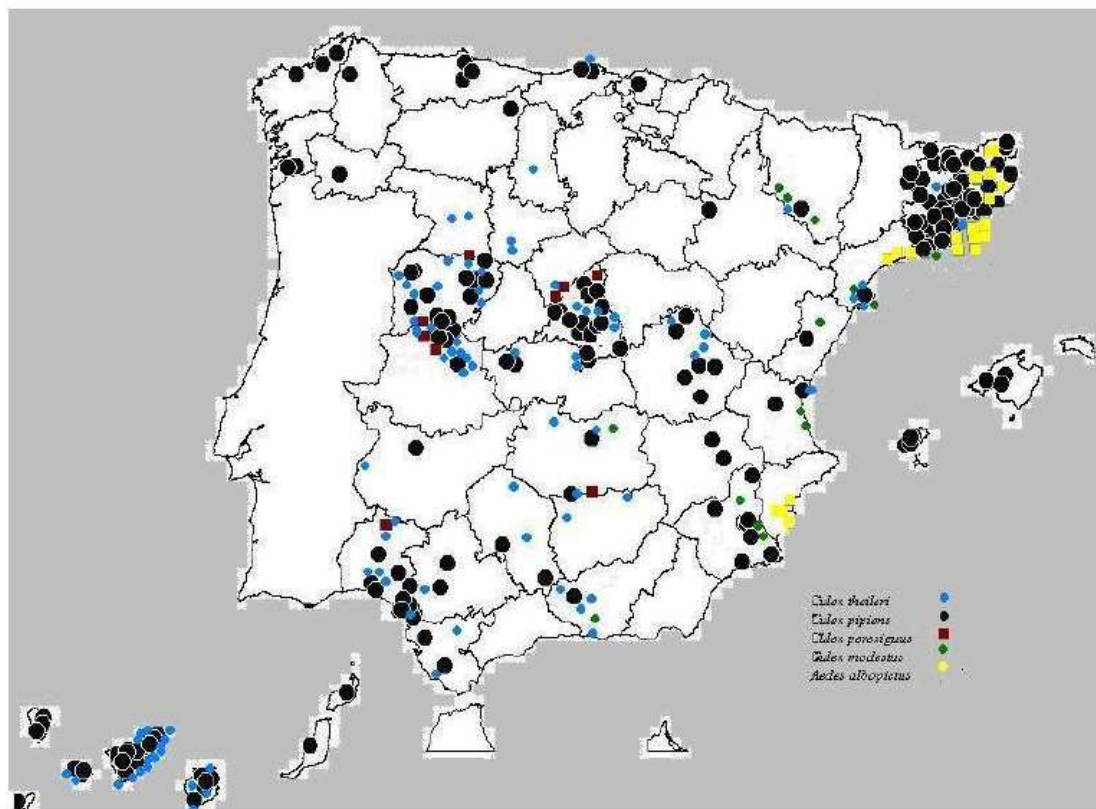 Culex theileri
Culex pipiens
Culex perexiguus
Culex modestus
Aedes albopictus